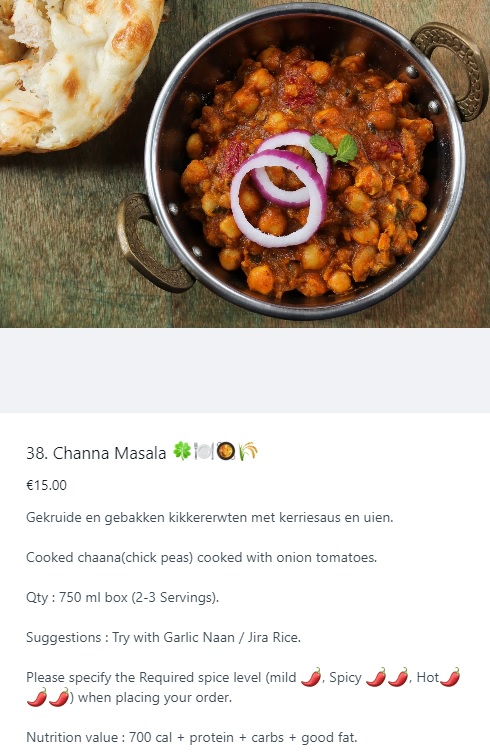 38. Channa Masala 🍀🍽️🥘🌾
€15.00
Gekruide en gebakken kikkererwten met kerriesaus en uien.
Cooked chaana(chick peas) cooked with onion tomatoes.
Qty : 750 ml box (2-3 Servings).
Suggestions : Try with Garlic Naan / Jira Rice.
Please specify the Required spice level (mild 🌶️, Spicy 🌶️🌶️, Hot🌶️
🌶️🌶️) when placing your order.
Nutrition value : 700 cal + protein + carbs + good fat.